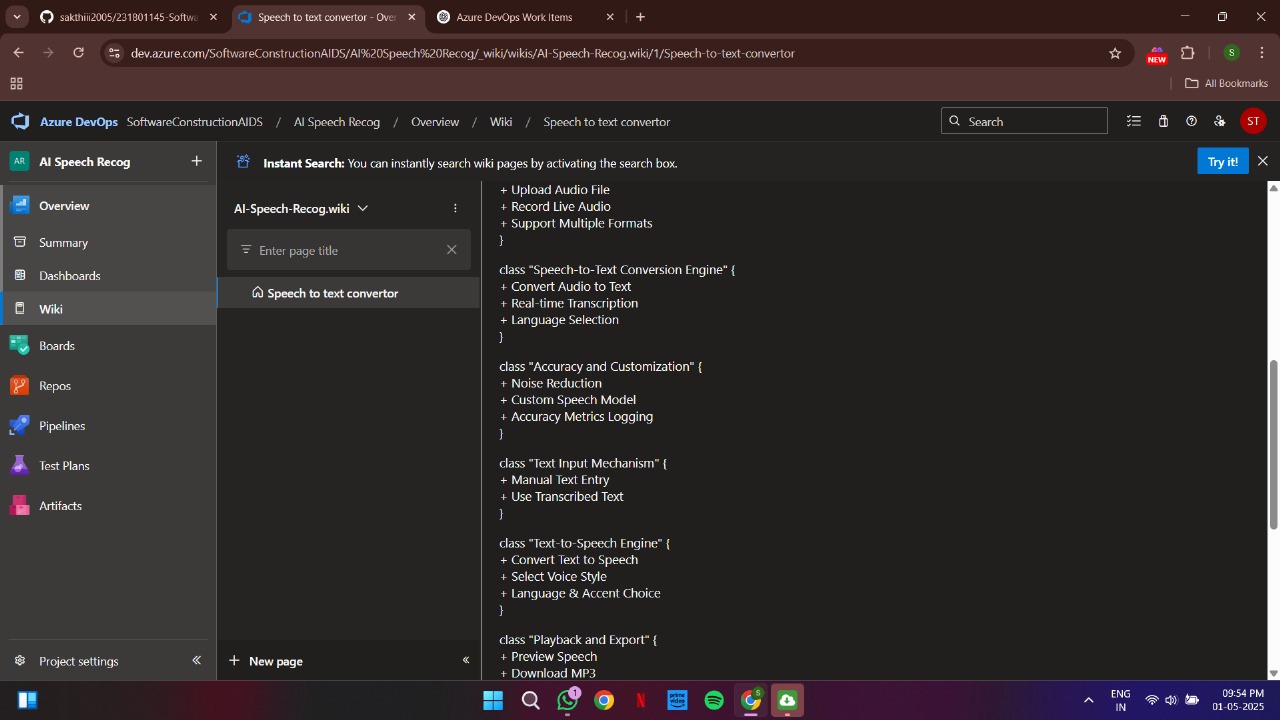 sakthiii2005/231801145-Softwa
Speech to text convertor - Over
Azure DevOps Work Items
dev.azure.com/SoftwareConstructionAIDS/AI%20Speech%20Recog/_wiki/wikis/AI-Speech-Recog.wiki/1/Speech-to-text-convertor
NEW
S
All Bookmarks
Azure DevOps SoftwareConstructionAIDS / AI Speech Recog / Overview / Wiki / Speech to text convertor
Search
ST
AR AI Speech Recog
Instant Search: You can instantly search wiki pages by activating the search box.
Try it!
Overview
Summary
Dashboards
Wiki
Boards
Repos
Pipelines
Test Plans
Artifacts
Project settings
AI-Speech-Recog.wiki
Enter page title
Speech to text convertor
New page
+ Upload Audio File
+ Record Live Audio
+ Support Multiple Formats
}
class "Speech-to-Text Conversion Engine" {
+ Convert Audio to Text
+ Real-time Transcription
+ Language Selection
}
class "Accuracy and Customization" {
+ Noise Reduction
+ Custom Speech Model
+ Accuracy Metrics Logging
}
class "Text Input Mechanism" {
+ Manual Text Entry
+ Use Transcribed Text
}
class "Text-to-Speech Engine" {
+ Convert Text to Speech
+ Select Voice Style
+ Language & Accent Choice
}
class "Playback and Export" {
+ Preview Speech
+ Download MP3
1
N
prime video
S
ENG
IN
09:54 PM
01-05-2025